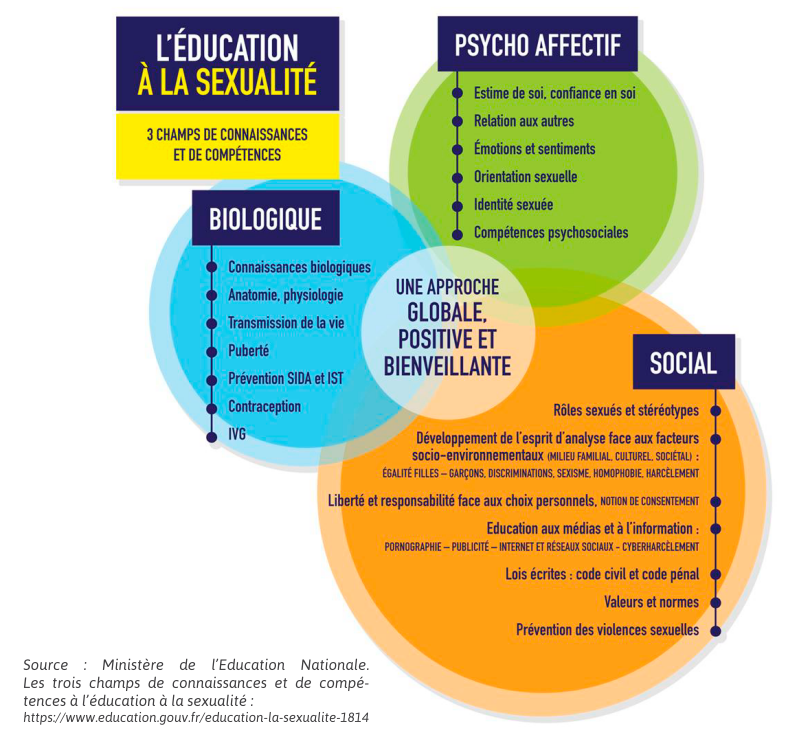 L'ÉDUCATION
À LA SEXUALITÉ
3 CHAMPS DE CONNAISSANCES
ET DE COMPÉTENCES
PSYCHO AFFECTIF
Estime de soi, confiance en soi
Relation aux autres
Émotions et sentiments
Orientation sexuelle
Identité sexuée
Compétences psychosociales
BIOLOGIQUE
Connaissances biologiques
Anatomie, physiologie
Transmission de la vie
Puberté
Prévention SIDA et IST
Contraception
IVG
UNE APPROCHE
GLOBALE,
POSITIVE ET
BIENVEILLANTE
SOCIAL
Rôles sexués et stéréotypes
Développement de l'esprit d'analyse face aux facteurs
socio-environnementaux (MILIEU FAMILIAL, CULTUREL, SOCIÉTAL) :
ÉGALITÉ FILLES – GARÇONS, DISCRIMINATIONS, SEXISME, HOMOPHOBIE, HARCÈLEMENT
Liberté et responsabilité face aux choix personnels, NOTION DE CONSENTEMENT
Education aux médias et à l'information :
PORNOGRAPHIE – PUBLICITÉ – INTERNET ET RÉSEAUX SOCIAUX - CYBERHARCÈLEMENT
Lois écrites : code civil et code pénal
Valeurs et normes
Prévention des violences sexuelles
Source : Ministère de l'Education Nationale.
Les trois champs de connaissances et de compé-
tences à l'éducation à la sexualité :
https://www.education.gouv.fr/education-la-sexualite-1814